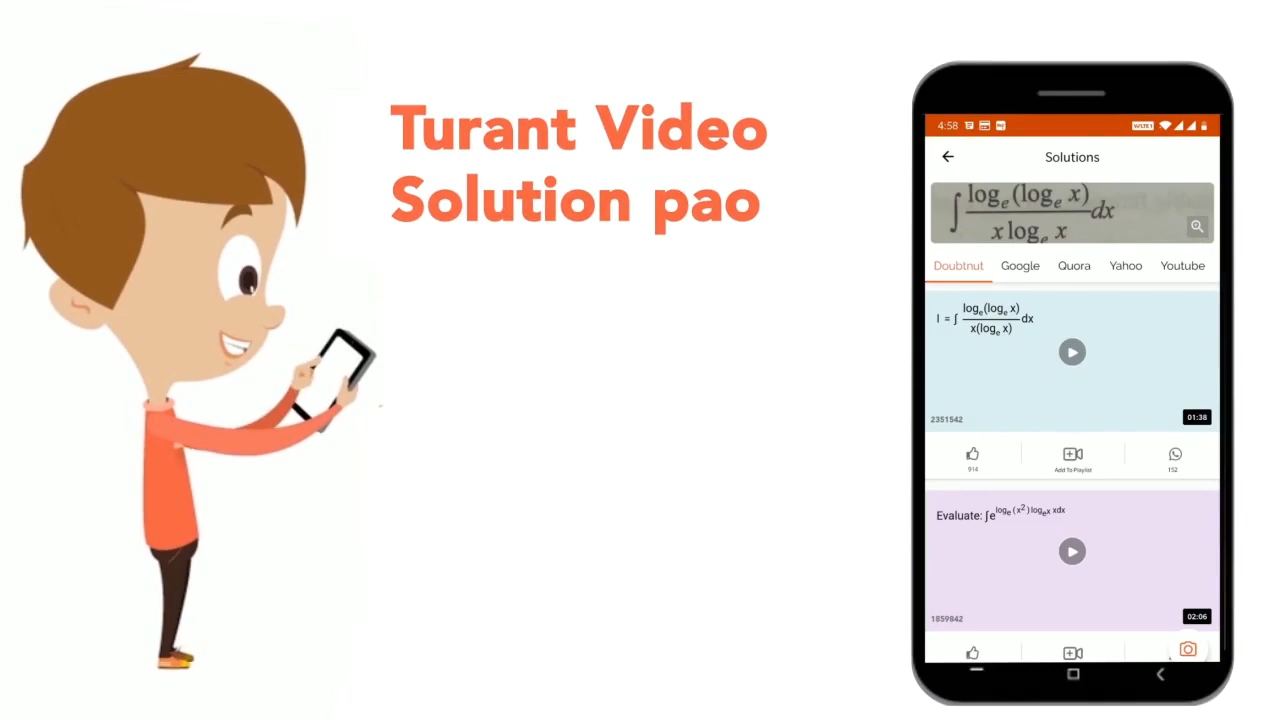 Turant Video
Solution pao
4:58
Solutions
∫ logₑ(logₑ x) / x logₑ x dx
Doubtnut Google Quora Yahoo Youtube
I = ∫ logₑ(logₑ x) / x(logₑ x) dx
2351542
01:38
914
Add To Playlist
152
Evaluate: ∫e^logₑ(x²)logₑx xdx
1859842
02:06